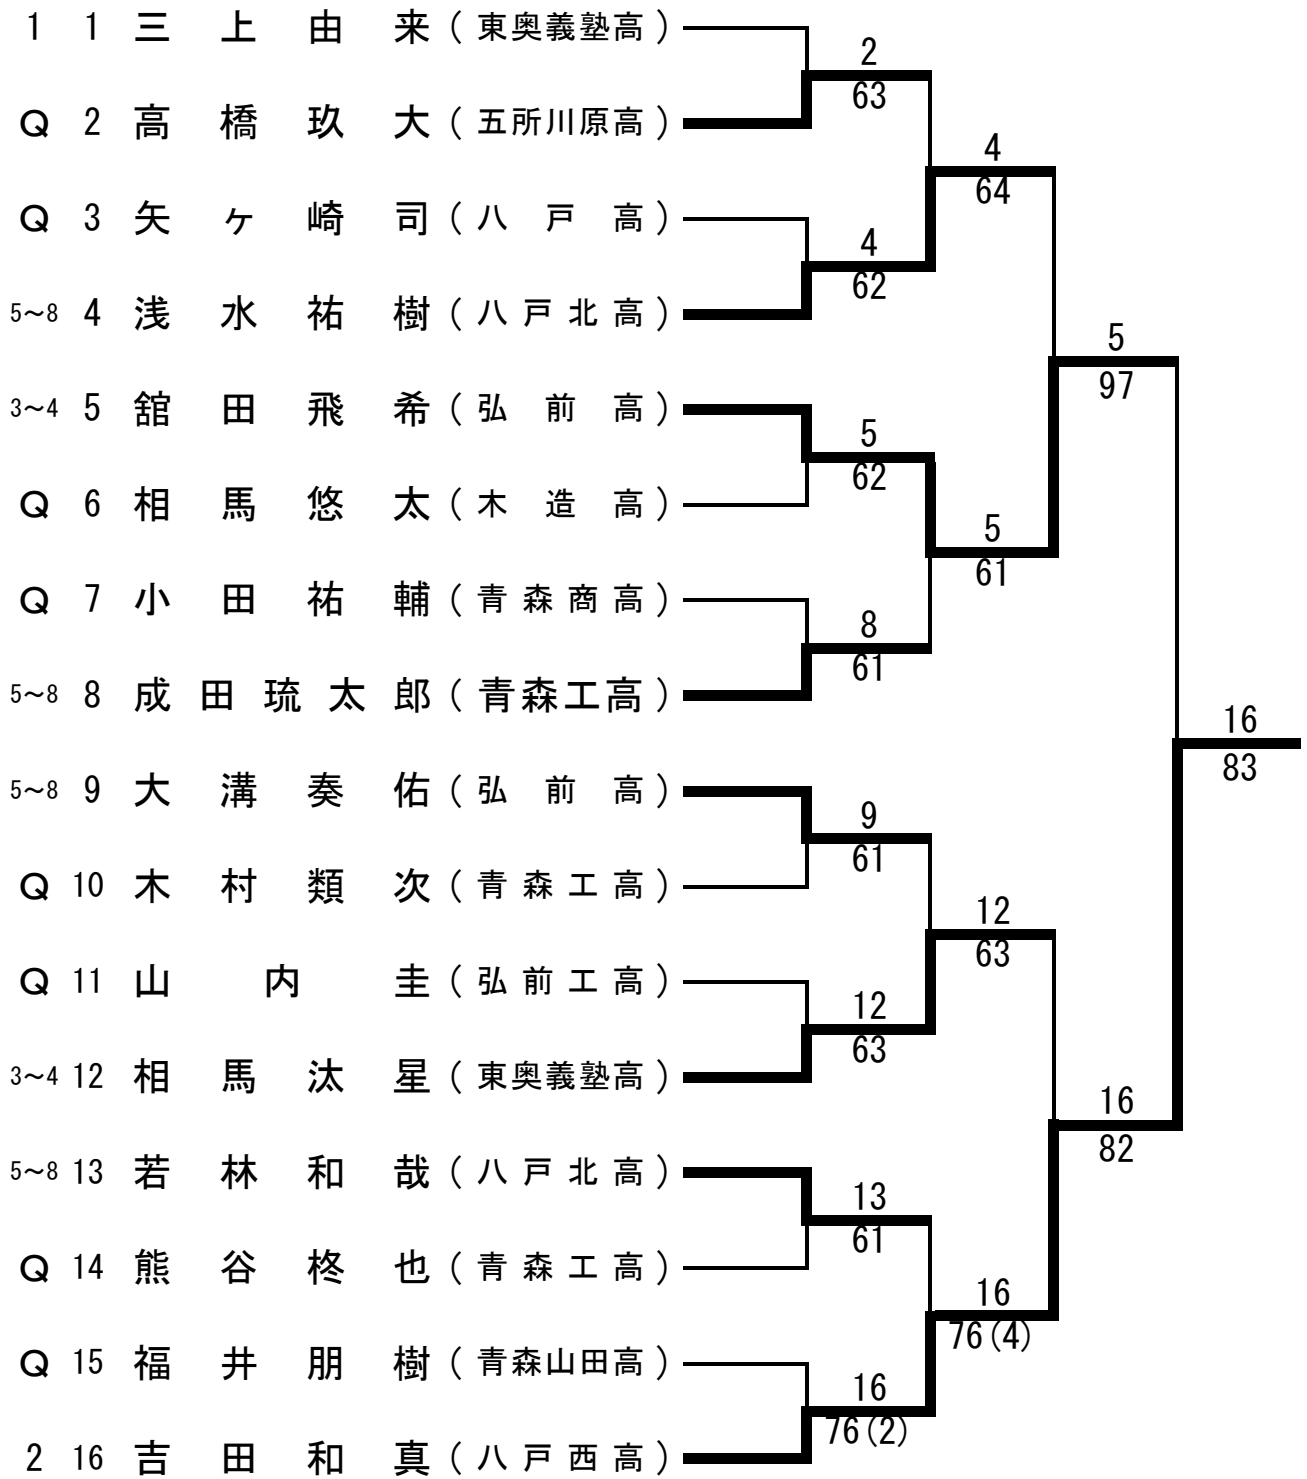 1 1 三上由来(東奥義塾高)
2
63
Q 2 高橋玖大(五所川原高)
4
64
Q 3 矢ヶ崎司(八戸高)
4
62
5~8 4 浅水祐樹(八戸北高)
5
97
3~4 5 舘田飛希(弘前高)
5
62
Q 6 相馬悠太(木造高)
5
61
Q 7 小田祐輔(青森商高)
8
61
5~8 8 成田琉太郎(青森工高)
16
83
5~8 9 大溝奏佑(弘前高)
9
61
Q 10 木村類次(青森工高)
12
63
Q 11 山内圭(弘前工高)
12
63
3~4 12 相馬汰星(東奥義塾高)
16
82
5~8 13 若林和哉(八戸北高)
13
61
Q 14 熊谷柊也(青森工高)
16
76(4)
Q 15 福井朋樹(青森山田高)
16
76(2)
2 16 吉田和真(八戸西高)